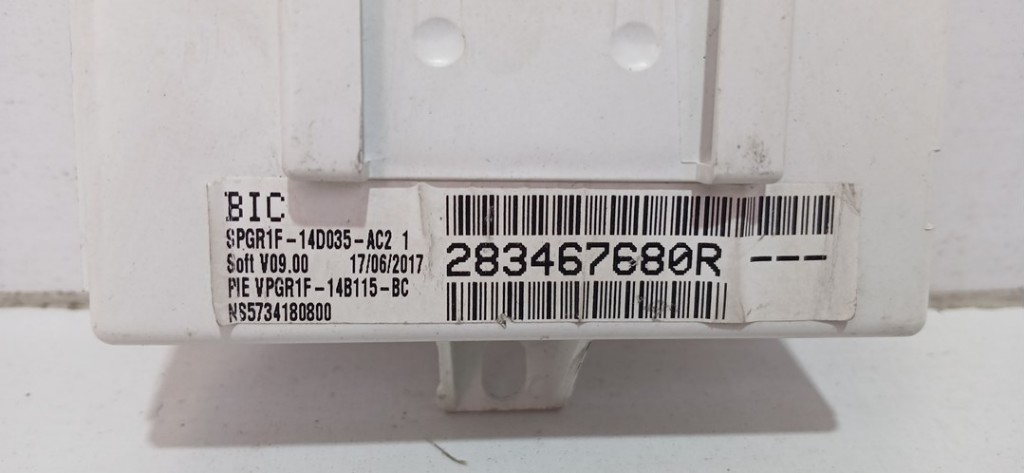 BIC
SPGR1F-14D035-AC2 1
Soft V09.00 17/06/2017
PIE VPGR1F-14B115-BC
NS5734180800
283467680R ---